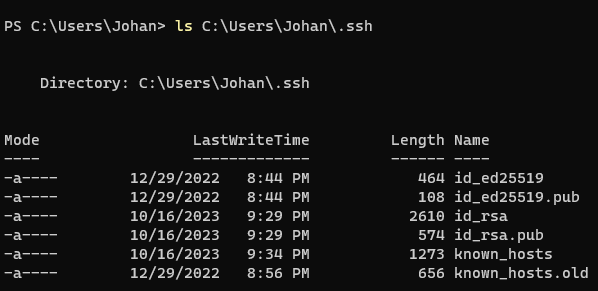 PS C:\Users\Johan> ls C:\Users\Johan\.ssh
Directory: C:\Users\Johan\.ssh
Mode LastWriteTime Length Name
---- ------------- ------ ----
-a---- 12/29/2022 8:44 PM 464 id_ed25519
-a---- 12/29/2022 8:44 PM 108 id_ed25519.pub
-a---- 10/16/2023 9:29 PM 2610 id_rsa
-a---- 10/16/2023 9:29 PM 574 id_rsa.pub
-a---- 10/16/2023 9:34 PM 1273 known_hosts
-a---- 12/29/2022 8:56 PM 656 known_hosts.old